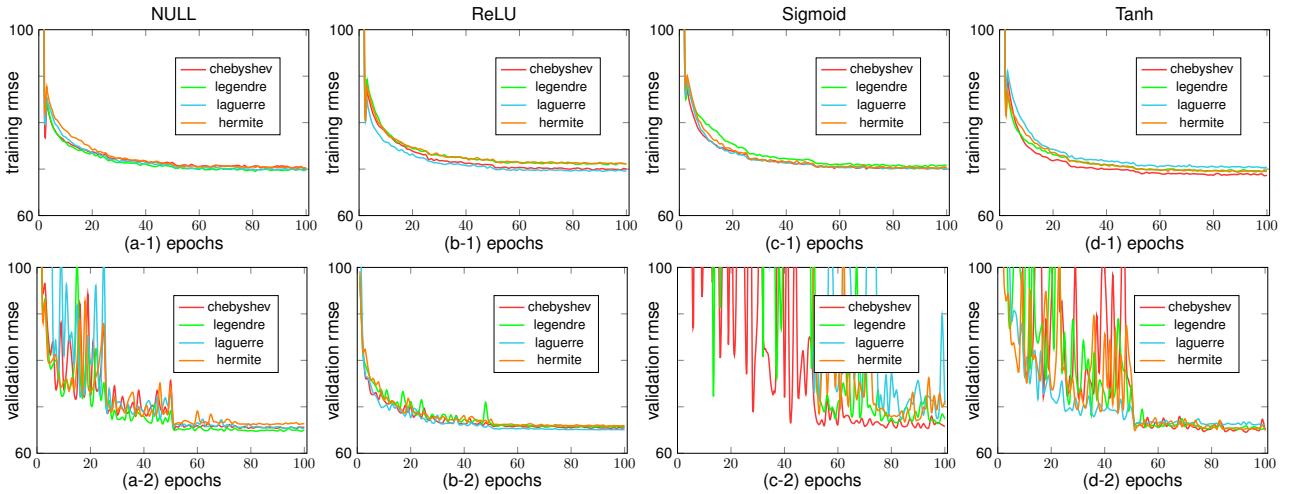 NULL
ReLU
Sigmoid
Tanh
training rmse
100
60
0 20 40 60 80 100
chebyshev
legendre
laguerre
hermite
(a-1) epochs
training rmse
100
60
0 20 40 60 80 100
chebyshev
legendre
laguerre
hermite
(b-1) epochs
training rmse
100
60
0 20 40 60 80 100
chebyshev
legendre
laguerre
hermite
(c-1) epochs
training rmse
100
60
0 20 40 60 80 100
chebyshev
legendre
laguerre
hermite
(d-1) epochs
validation rmse
100
60
0 20 40 60 80 100
chebyshev
legendre
laguerre
hermite
(a-2) epochs
validation rmse
100
60
0 20 40 60 80 100
chebyshev
legendre
laguerre
hermite
(b-2) epochs
validation rmse
100
60
0 20 40 60 80 100
chebyshev
legendre
laguerre
hermite
(c-2) epochs
validation rmse
100
60
0 20 40 60 80 100
chebyshev
legendre
laguerre
hermite
(d-2) epochs